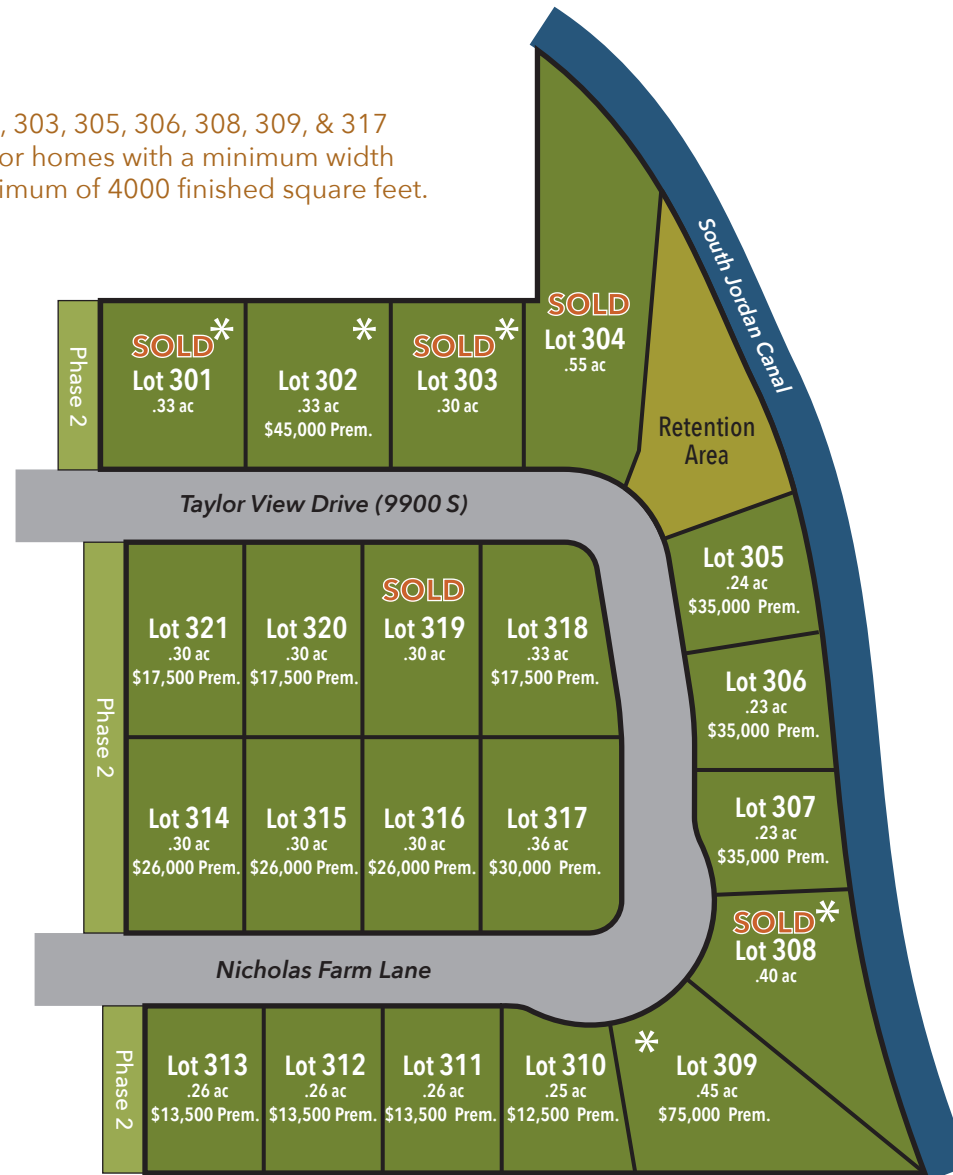 , 303, 305, 306, 308, 309, & 317
or homes with a minimum width
imum of 4000 finished square feet.
South Jordan Canal
Phase 2
SOLD *
Lot 301
.33 ac
*
Lot 302
.33 ac
$45,000 Prem.
SOLD *
Lot 303
.30 ac
SOLD
Lot 304
.55 ac
Retention
Area
Taylor View Drive (9900 S)
Lot 305
.24 ac
$35,000 Prem.
Phase 2
Lot 321
.30 ac
$17,500 Prem.
Lot 320
.30 ac
$17,500 Prem.
SOLD
Lot 319
.30 ac
Lot 318
.33 ac
$17,500 Prem.
Lot 306
.23 ac
$35,000 Prem.
Lot 314
.30 ac
$26,000 Prem.
Lot 315
.30 ac
$26,000 Prem.
Lot 316
.30 ac
$26,000 Prem.
Lot 317
.36 ac
$30,000 Prem.
Lot 307
.23 ac
$35,000 Prem.
SOLD *
Lot 308
.40 ac
Nicholas Farm Lane
Phase 2
Lot 313
.26 ac
$13,500 Prem.
Lot 312
.26 ac
$13,500 Prem.
Lot 311
.26 ac
$13,500 Prem.
Lot 310
.25 ac
$12,500 Prem.
*
Lot 309
.45 ac
$75,000 Prem.